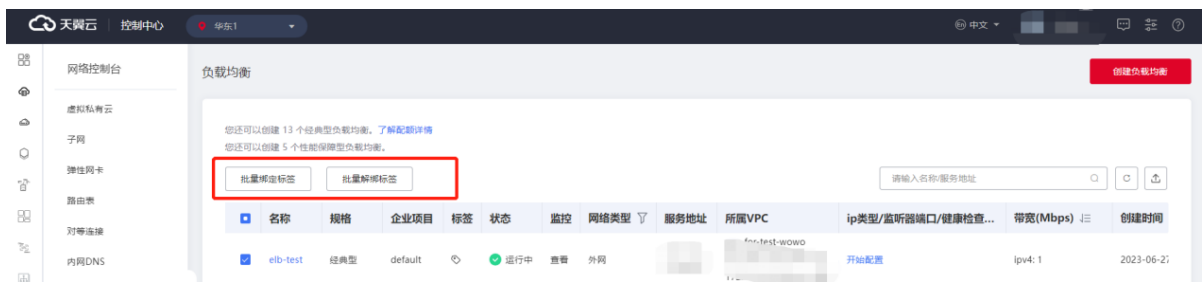 天翼云 控制中心 华东1 中文
网络控制台
虚拟私有云
子网
弹性网卡
路由表
对等连接
内网DNS
负载均衡 创建负载均衡
您还可以创建 13 个经典型负载均衡。了解配额详情
您还可以创建 5 个性能保障型负载均衡。
批量绑定标签 批量解绑标签 请输入名称/服务地址
名称 规格 企业项目 标签 状态 监控 网络类型 服务地址 所属VPC ip类型/监听器端口/健康检查... 带宽(Mbps) 创建时间
for-test-wowo
elb-test 经典型 default 运行中 查看 外网 开始配置 ipv4: 1 2023-06-27